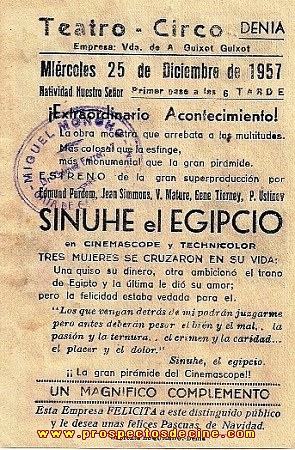 Teatro - Circo DENIA
Empresa: Vda. de A Guixot Guixot
Miércoles 25 de Diciembre de 1957
Natividad Nuestro Señor Primer pase a las 6 TARDE
¡Extraordinario Acontecimiento!
La obra maestra que arrebata a las multitudes.
Más colosal que la esfinge,
más monumental que la gran pirámide.
ESTRENO de la gran superproducción por
Edmund Purdom, Jean Simmons, V. Mature, Gene Tierney, P. Ustinov
SINUHE el EGIPCIO
en CINEMASCOPE y TECHNICOLOR
TRES MUJERES SE CRUZARON EN SU VIDA:
Una quiso su dinero, otra ambicionó el trono
de Egipto y la última le dió su amor;
pero la felicidad estaba vedada para el.
"Los que vengan detrás de mí podrán juzgarme
pero antes deberán pesar el bien y el mal, la
pasión y la ternura.. el crimen y la caridad...
el placer y el dolor."
Sinuhe, el egipcio.
¡¡La gran pirámide del Cinemascope!!
UN MAGNIFICO COMPLEMENTO
Esta Empresa FELICITA a este distinguido público
y le desea unas felices Pascuas de Navidad.
www.prospectosdecine.com
MIGUEL MONCHO